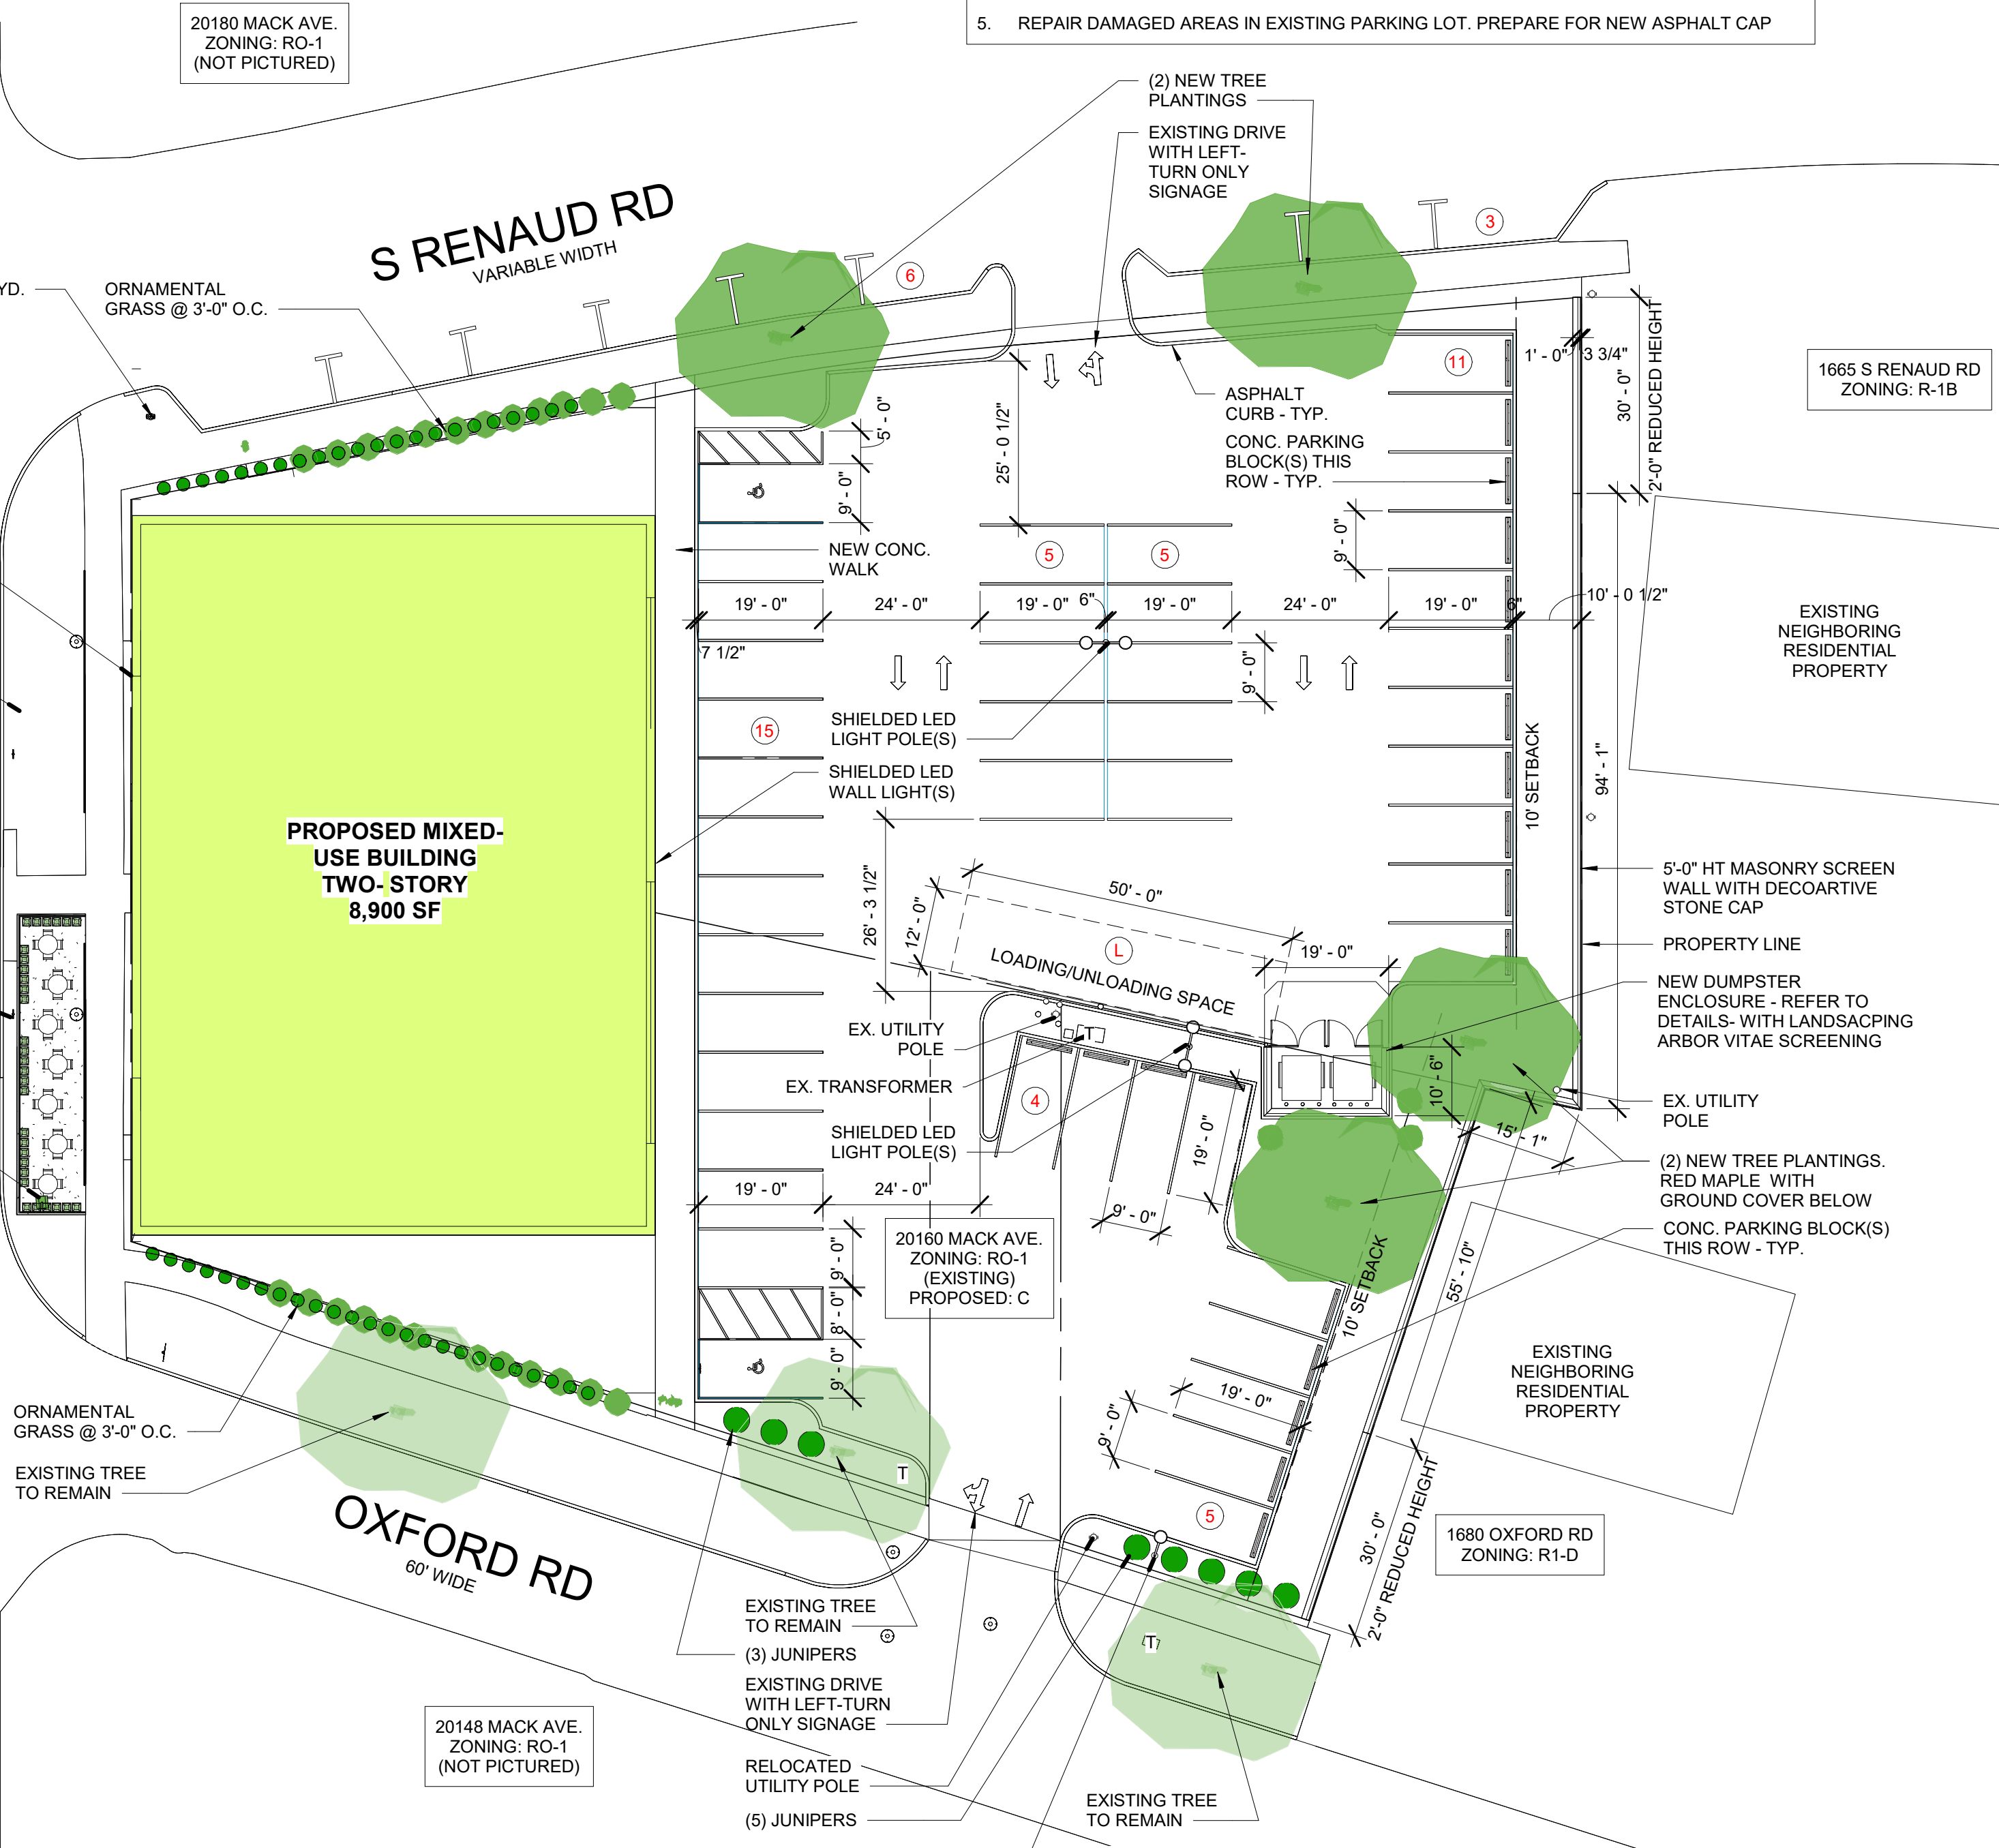 20180 MACK AVE.
ZONING: RO-1
(NOT PICTURED)
5. REPAIR DAMAGED AREAS IN EXISTING PARKING LOT. PREPARE FOR NEW ASPHALT CAP
(2) NEW TREE
PLANTINGS
EXISTING DRIVE
WITH LEFT-
TURN ONLY
SIGNAGE
S RENAUD RD
VARIABLE WIDTH
3
6
YD.
ORNAMENTAL
GRASS @ 3'-0" O.C.
11
1' - 0"
3 3/4"
30' - 0"
2'-0" REDUCED HEIGHT
1665 S RENAUD RD
ZONING: R-1B
ASPHALT
CURB - TYP.
CONC. PARKING
BLOCK(S) THIS
ROW - TYP.
5' - 0"
9' - 0"
25' - 0 1/2"
9' - 0"
NEW CONC.
WALK
5
5
19' - 0"
24' - 0"
19' - 0"
6"
19' - 0"
24' - 0"
19' - 0"
6"
10' - 0 1/2"
7 1/2"
9' - 0"
EXISTING
NEIGHBORING
RESIDENTIAL
PROPERTY
15
SHIELDED LED
LIGHT POLE(S)
SHIELDED LED
WALL LIGHT(S)
10' SETBACK
94' - 1"
PROPOSED MIXED-
USE BUILDING
TWO- STORY
8,900 SF
26' - 3 1/2"
12' - 0"
50' - 0"
L
LOADING/UNLOADING SPACE
19' - 0"
5'-0" HT MASONRY SCREEN
WALL WITH DECOARTIVE
STONE CAP
PROPERTY LINE
NEW DUMPSTER
ENCLOSURE - REFER TO
DETAILS- WITH LANDSACPING
ARBOR VITAE SCREENING
EX. UTILITY
POLE
T
EX. TRANSFORMER
4
10' - 6"
EX. UTILITY
POLE
SHIELDED LED
LIGHT POLE(S)
19' - 0"
15' - 1"
(2) NEW TREE PLANTINGS.
RED MAPLE WITH
GROUND COVER BELOW
19' - 0"
24' - 0"
9' - 0"
CONC. PARKING BLOCK(S)
THIS ROW - TYP.
20160 MACK AVE.
ZONING: RO-1
(EXISTING)
PROPOSED: C
9' - 0"
8' - 0"
9' - 0"
10' SETBACK
55' - 10"
EXISTING
NEIGHBORING
RESIDENTIAL
PROPERTY
19' - 0"
9' - 0"
ORNAMENTAL
GRASS @ 3'-0" O.C.
EXISTING TREE
TO REMAIN
T
5
30' - 0"
2'-0" REDUCED HEIGHT
1680 OXFORD RD
ZONING: R1-D
OXFORD RD
60' WIDE
EXISTING TREE
TO REMAIN
(3) JUNIPERS
T
EXISTING DRIVE
WITH LEFT-TURN
ONLY SIGNAGE
20148 MACK AVE.
ZONING: RO-1
(NOT PICTURED)
RELOCATED
UTILITY POLE
(5) JUNIPERS
EXISTING TREE
TO REMAIN